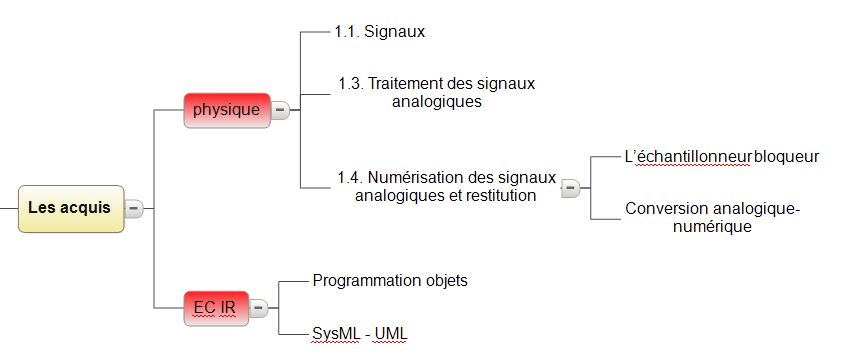 1.1. Signaux
1.3. Traitement des signaux
analogiques
physique
1.4. Numérisation des signaux
analogiques et restitution
L’échantillonneur bloqueur
Conversion analogique-
numérique
Les acquis
EC IR
Programmation objets
SysML - UML